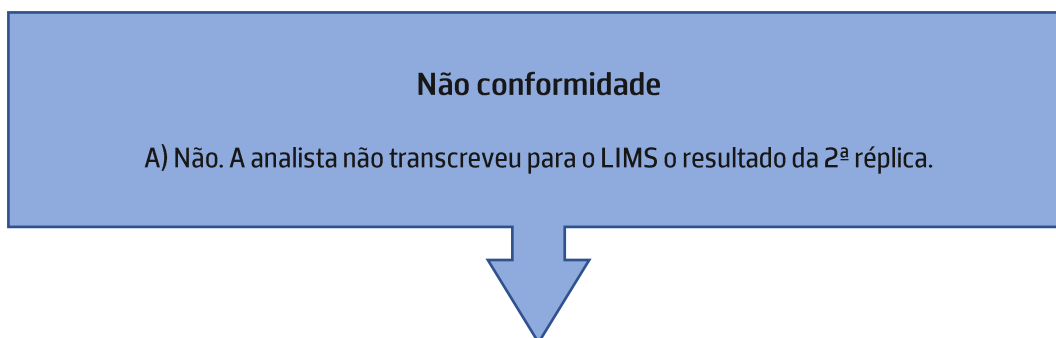 Não conformidade
A) Não. A analista não transcreveu para o LIMS o resultado da 2ª réplica.